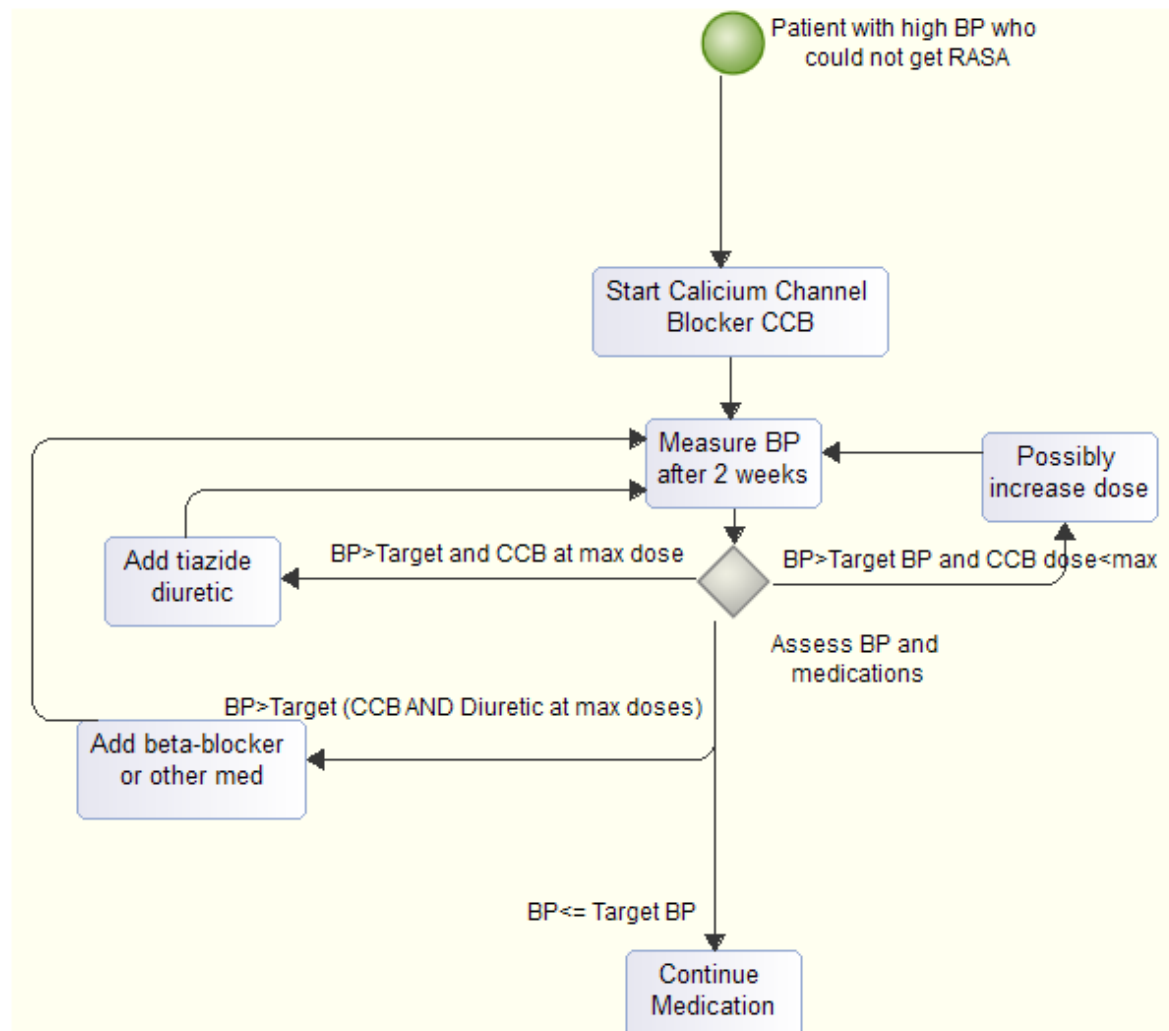 Patient with high BP who
could not get RASA
Start Calicium Channel
Blocker CCB
Measure BP
after 2 weeks
Possibly
increase dose
Add tiazide
diuretic
BP>Target and CCB at max dose
BP>Target BP and CCB dose<max
Assess BP and
medications
BP>Target (CCB AND Diuretic at max doses)
Add beta-blocker
or other med
BP<= Target BP
Continue
Medication